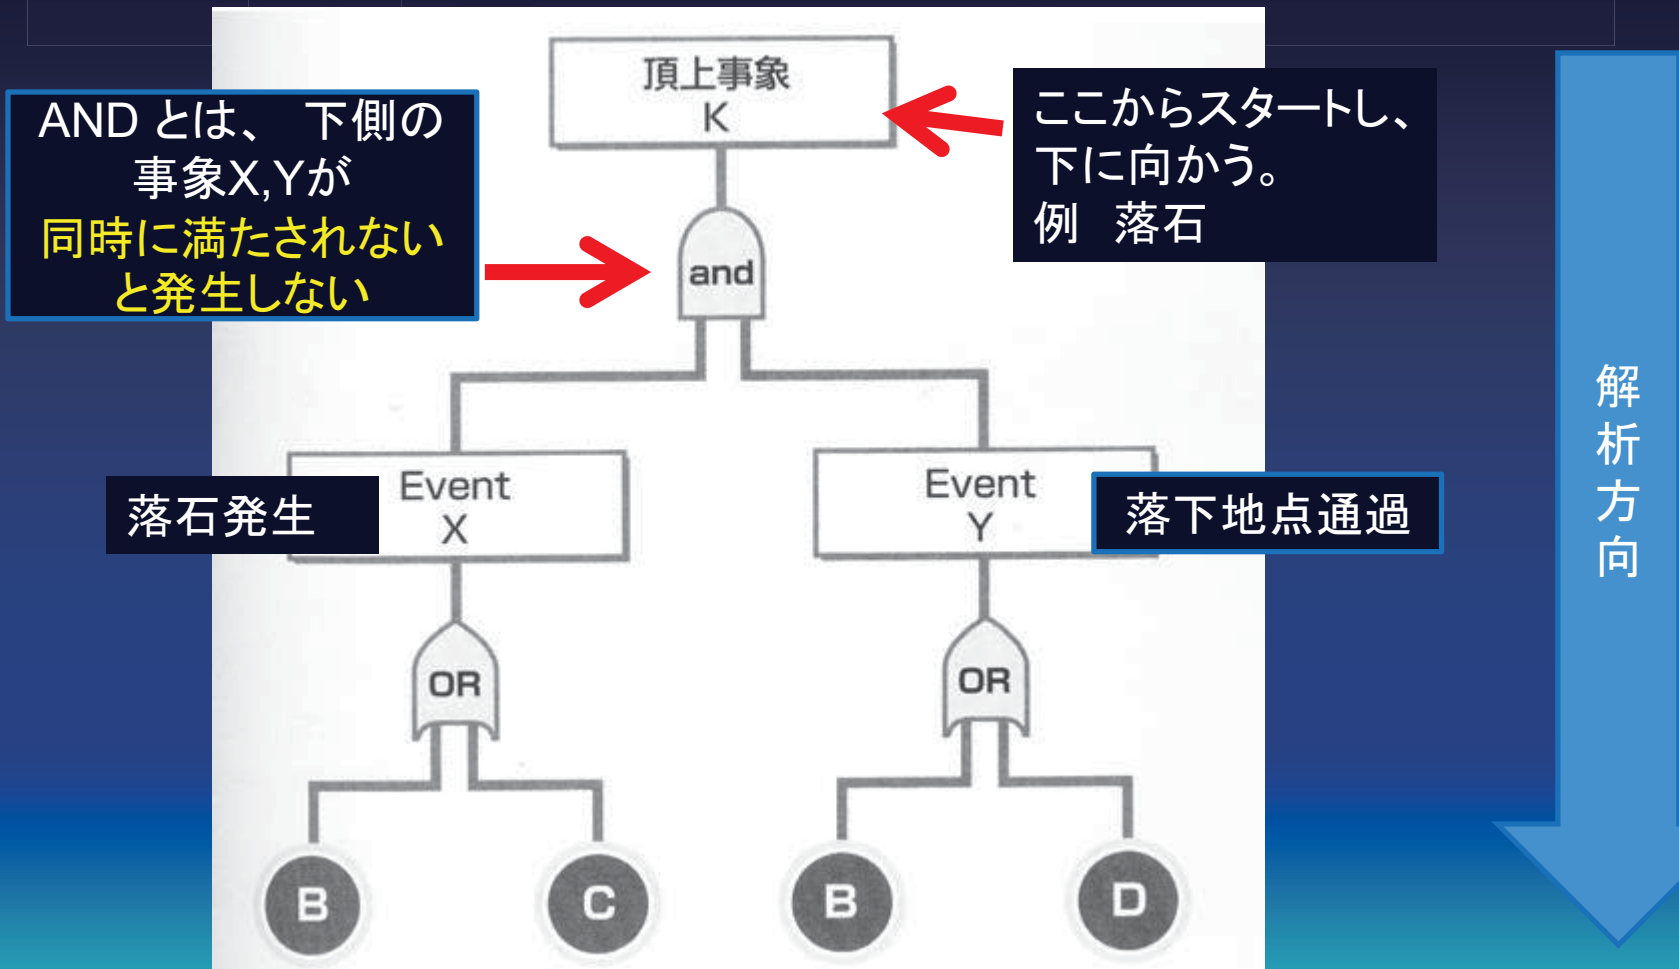 頂上事象
K
AND とは、 下側の
事象X,Yが
同時に満たされない
と発生しない
ここからスタートし、
下に向かう。
例 落石
and
Event
X
落石発生
Event
Y
落下地点通過
OR
OR
B
C
B
D
解
析
方
向